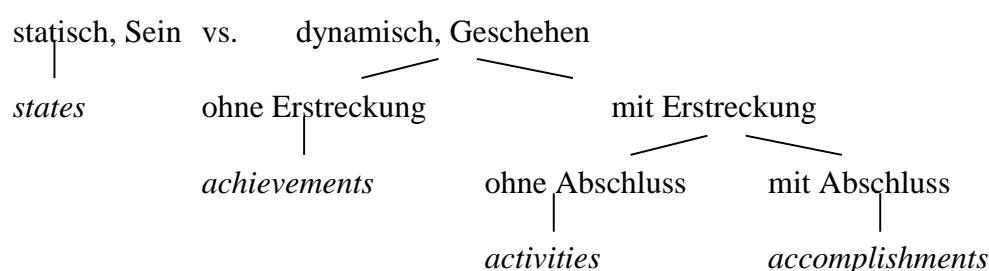 statisch, Sein vs. dynamisch, Geschehen
states ohne Erstreckung mit Erstreckung
achievements ohne Abschluss mit Abschluss
activities accomplishments